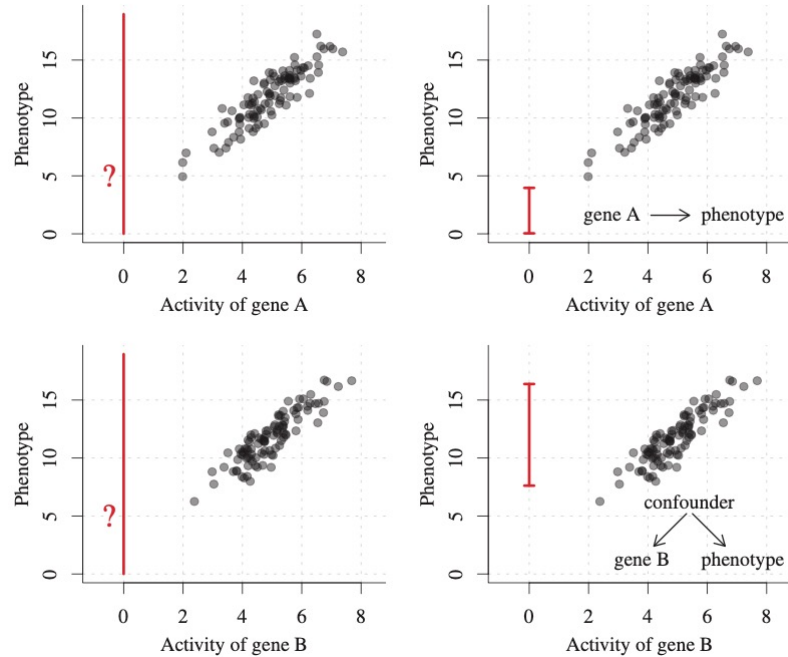 Phenotype
0 5 10 15
?
0 2 4 6 8
Activity of gene A
Phenotype
0 5 10 15
gene A phenotype
0 2 4 6 8
Activity of gene A
Phenotype
0 5 10 15
?
0 2 4 6 8
Activity of gene B
Phenotype
0 5 10 15
confounder
gene B phenotype
0 2 4 6 8
Activity of gene B